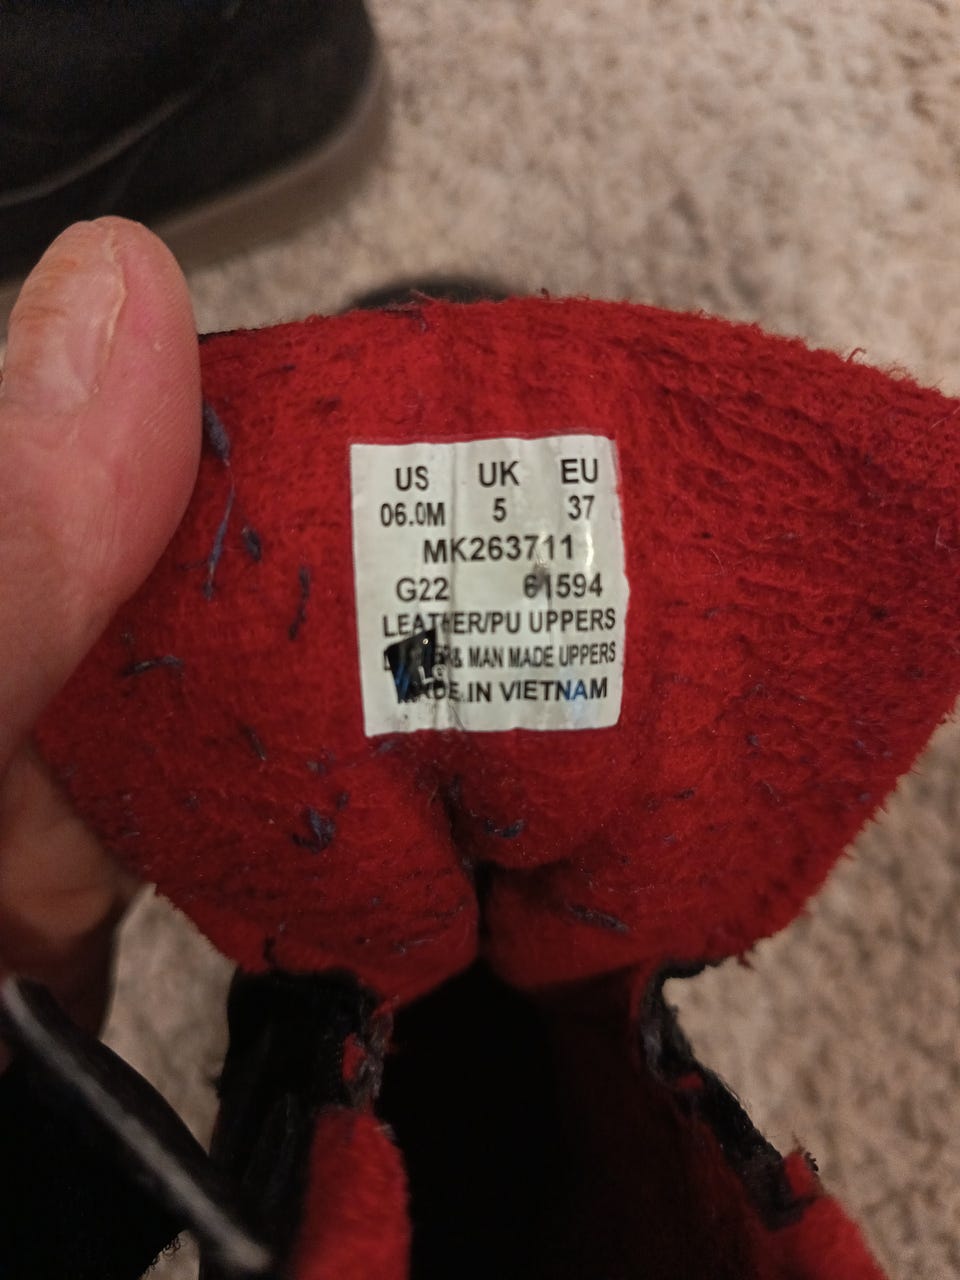 US UK EU
06.0M 5 37
MK263711
G22 61594
LEATHER/PU UPPERS
& MAN MADE UPPERS
MADE IN VIETNAM